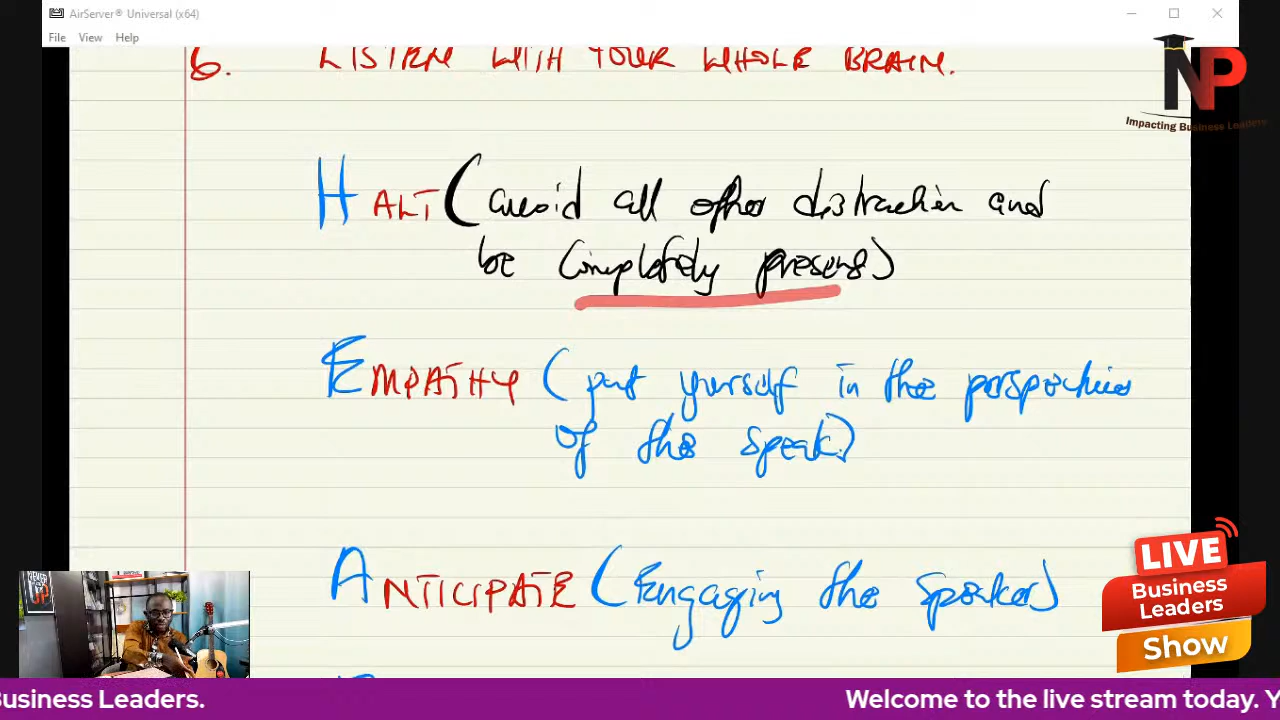 AirServer® Universal (x64)
File View Help
6. LISTEN WITH YOUR WHOLE BRAIN.
NP
Impacting Business Leaders
HALT (avoid all other distraction and
be completely present)
EMPATHY (put yourself in the perspective
of the speak)
ANTICIPATE (Engaging the speaker)
LIVE
Business
Leaders
Show
Business Leaders.
Welcome to the live stream today. Y